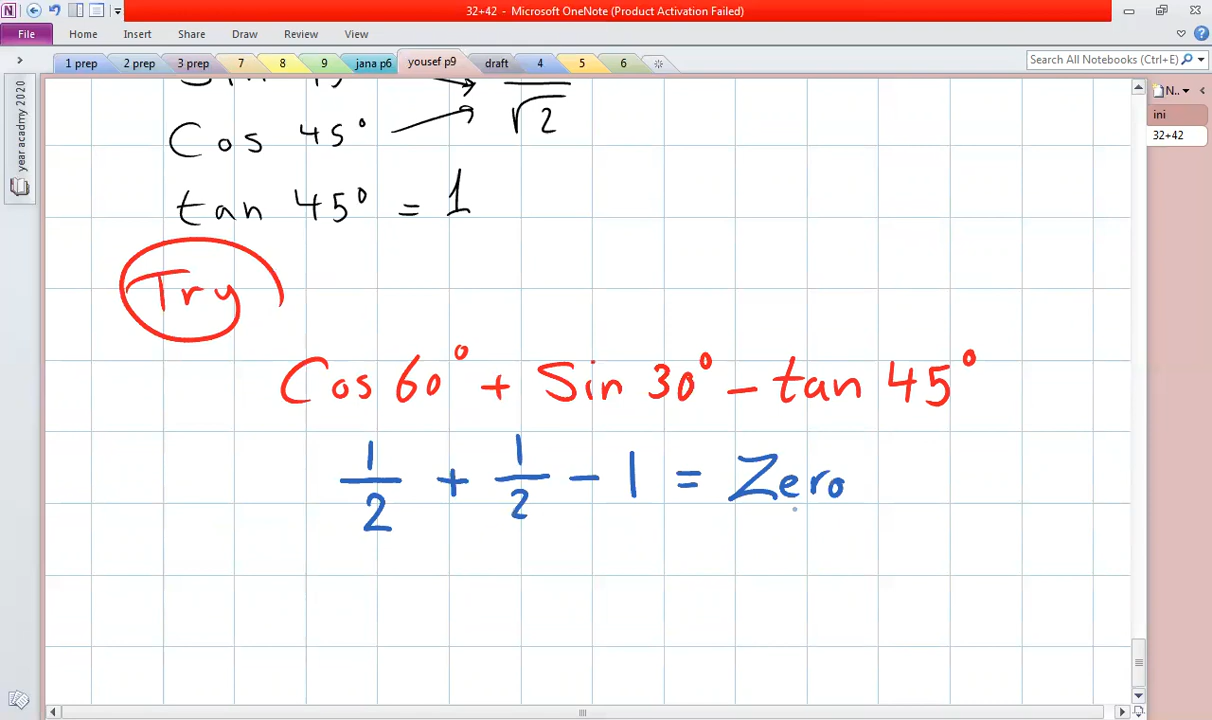 32+42 - Microsoft OneNote (Product Activation Failed)
File Home Insert Share Draw Review View
1 prep 2 prep 3 prep 7 8 9 jana p6 yousef p9 draft 4 5 6
Search All Notebooks (Ctrl+E)
N..
ini
32+42
year acadmy 2020
√2
Cos 45°
tan 45° = 1
Try
Cos 60° + Sin 30° - tan 45°
1/2 + 1/2 - 1 = Zero